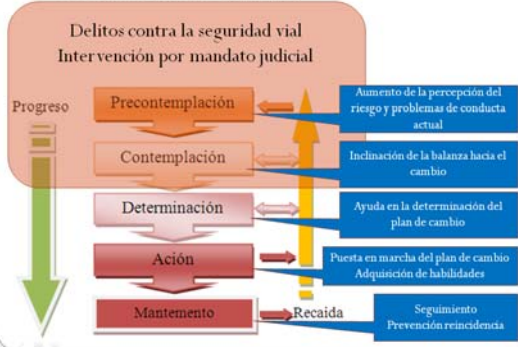 Delitos contra la seguridad vial
Intervención por mandato judicial
Progreso
Precontemplación
Aumento de la percepción del
riesgo y problemas de conducta
actual
Contemplación
Inclinación de la balanza hacia el
cambio
Determinación
Ayuda en la determinación del
plan de cambio
Ación
Puesta en marcha del plan de cambio
Adquisición de habilidades
Mantemento
Recaida
Seguimiento
Prevención reincidencia